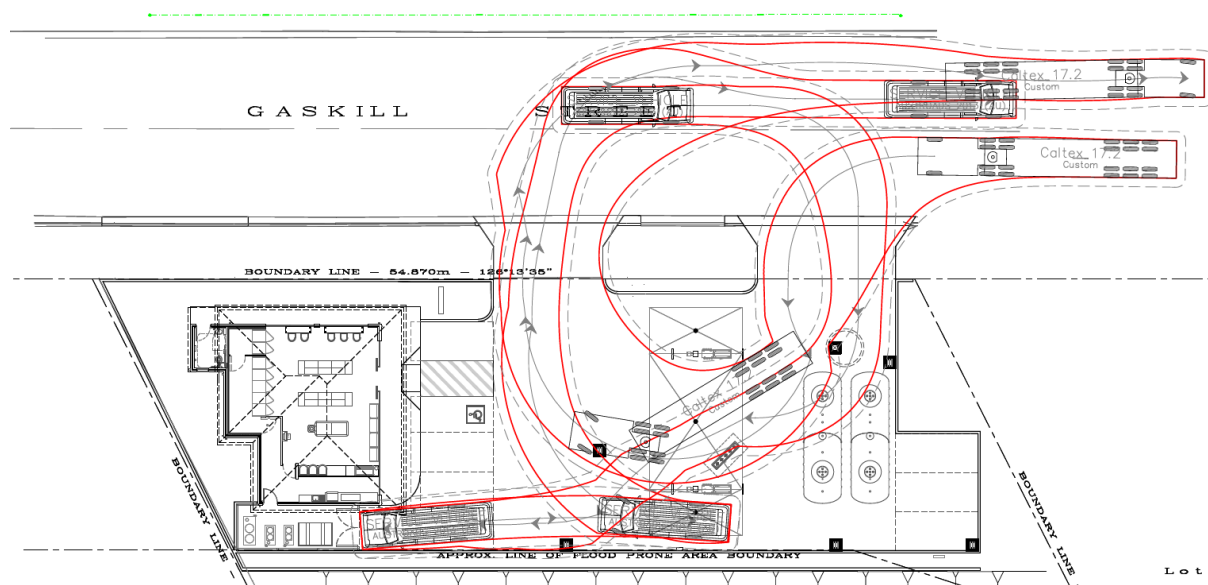 Caltex 17.2
Custom
GASKILL STREET
Caltex 17.2
Custom
BOUNDARY LINE - 54.870m - 126°13'35"
Caltex 17.2
Custom
BOUNDARY LINE
BOUNDARY LINE
APPROX. LINE OF FLOOD PRONE AREA BOUNDARY
Lot